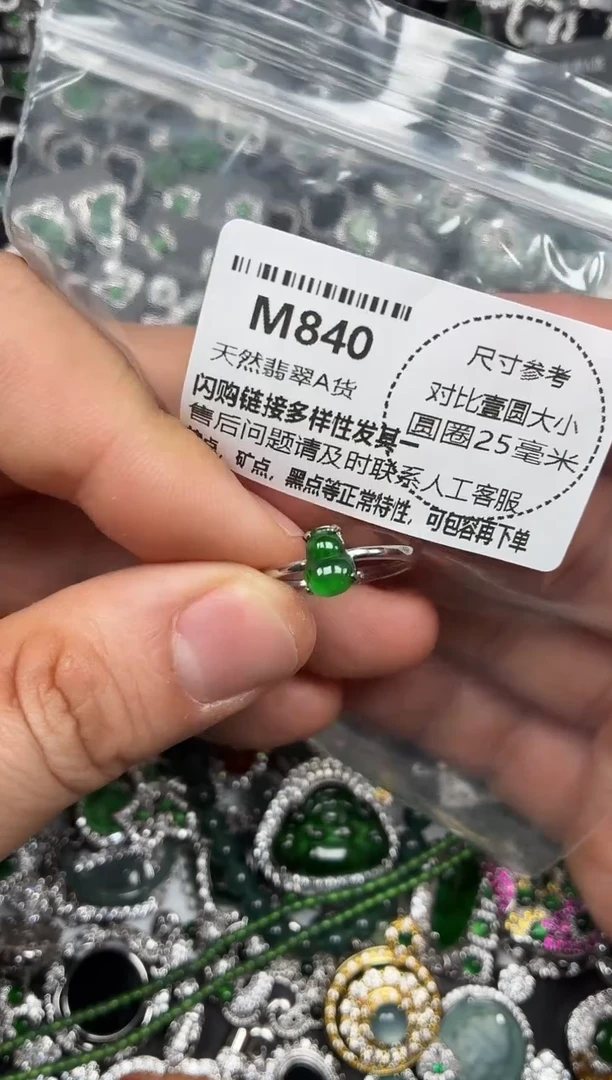 M840
天然翡翠A货
闪购链接多样性发其一
售后问题请及时联系人工客服
点，矿点，黑点等正常特性，可包容再下单
尺寸参考
对比壹圆大小
圆圈25毫米